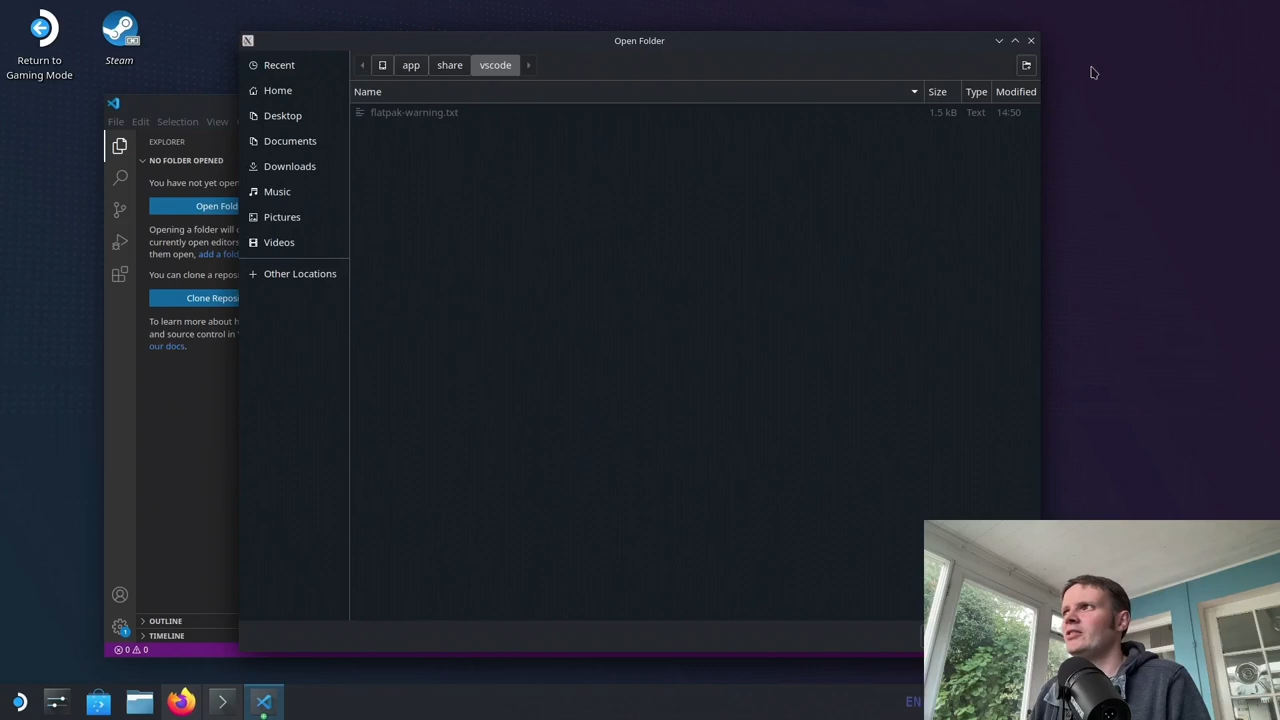 Return to
Gaming Mode
Steam
Open Folder
Recent
Home
Desktop
Documents
Downloads
Music
Pictures
Videos
Other Locations
app
share
vscode
Name
Size
Type
Modified
flatpak-warning.txt
1.5 kB
Text
14:50
File
Edit
Selection
View
EXPLORER
NO FOLDER OPENED
You have not yet open
Open Fold
Opening a folder will c
currently open editors
them open, add a fold
You can clone a repos
Clone Reposi
To learn more about h
and source control in
our docs.
OUTLINE
TIMELINE
0
0
1
EN